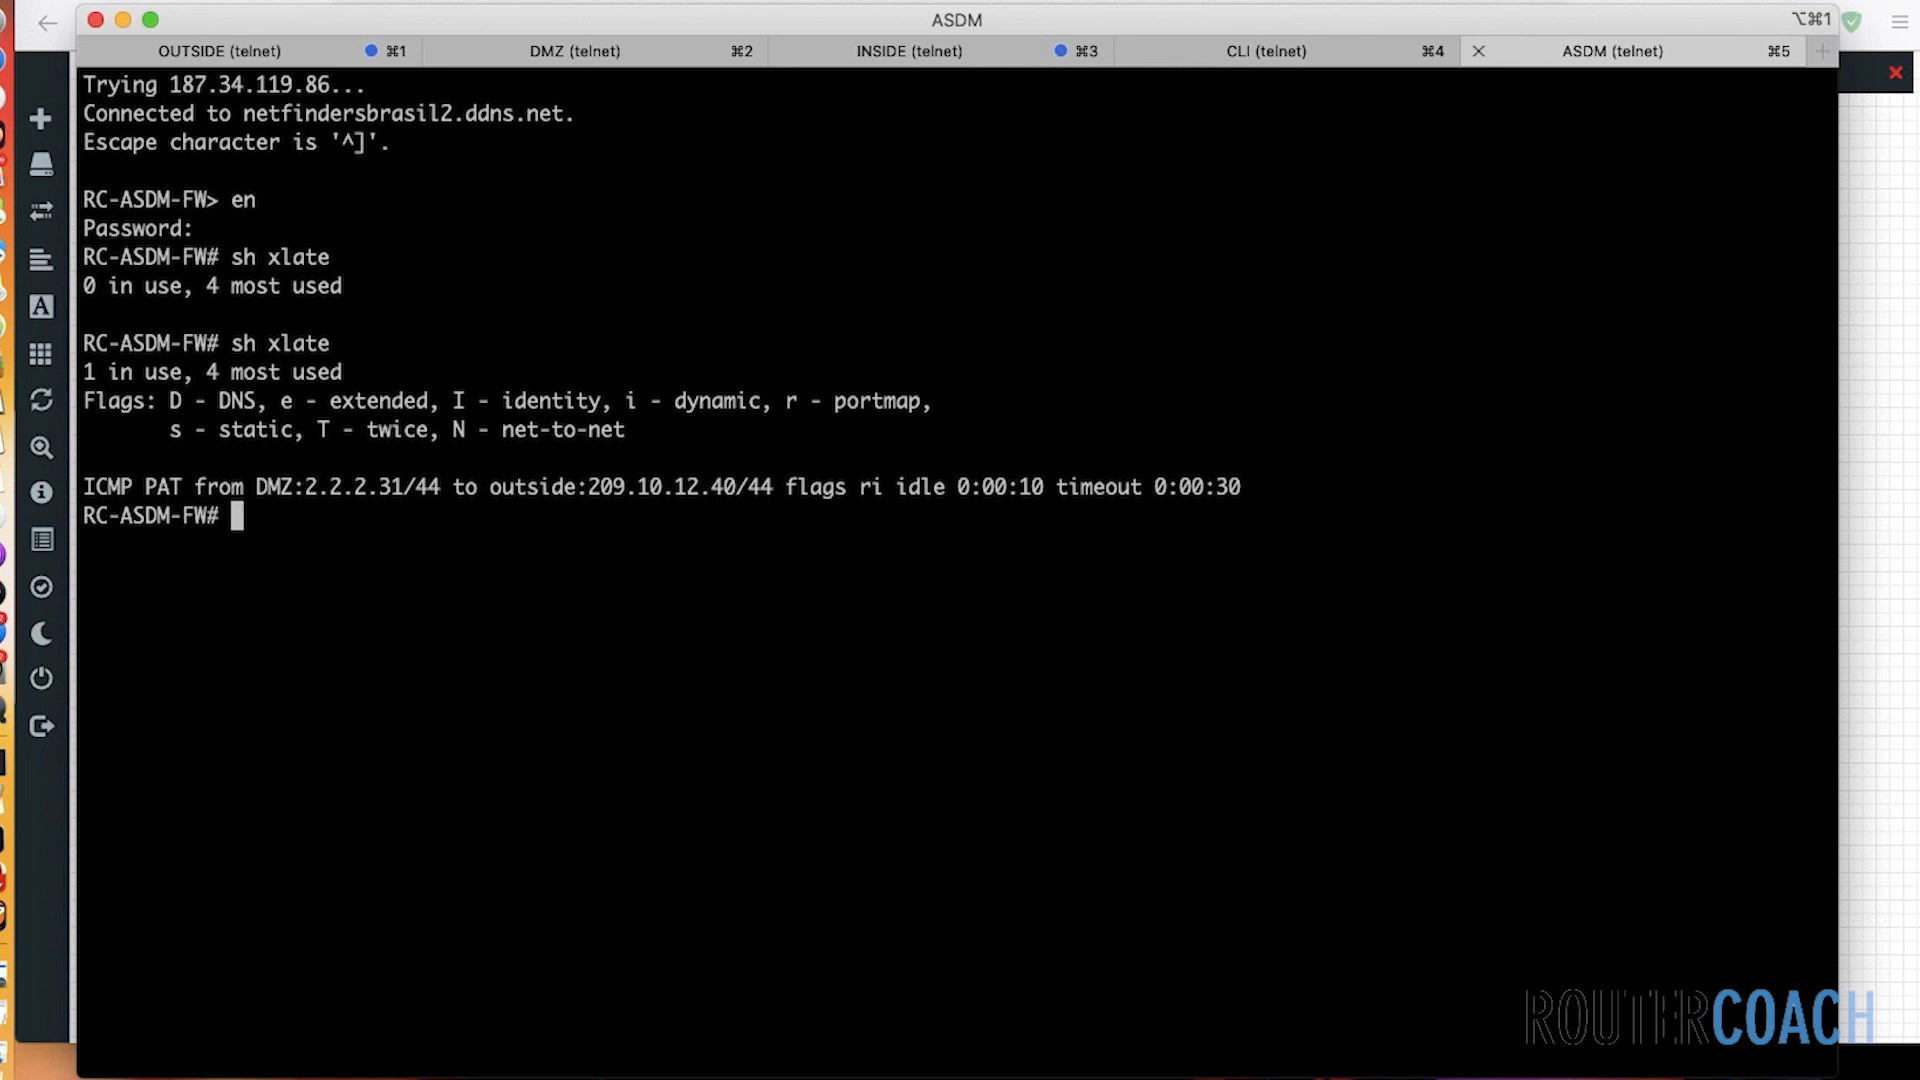 ASDM
⌥⌘1
OUTSIDE (telnet) ⌘1
DMZ (telnet) ⌘2
INSIDE (telnet) ⌘3
CLI (telnet) ⌘4
ASDM (telnet) ⌘5
Trying 187.34.119.86...
Connected to netfindersbrasil2.ddns.net.
Escape character is '^]'.
RC-ASDM-FW> en
Password:
RC-ASDM-FW# sh xlate
0 in use, 4 most used
RC-ASDM-FW# sh xlate
1 in use, 4 most used
Flags: D - DNS, e - extended, I - identity, i - dynamic, r - portmap,
s - static, T - twice, N - net-to-net
ICMP PAT from DMZ:2.2.2.31/44 to outside:209.10.12.40/44 flags ri idle 0:00:10 timeout 0:00:30
RC-ASDM-FW#
ROUTERCOACH